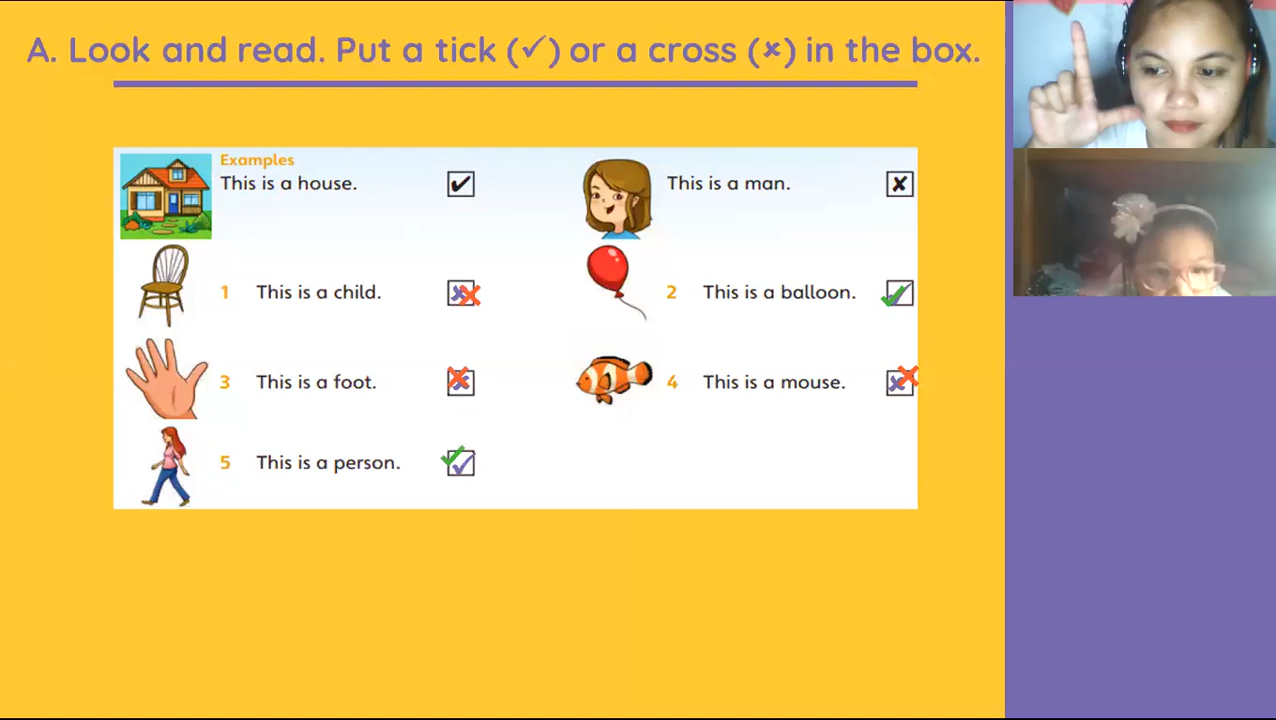 A. Look and read. Put a tick (✓) or a cross (✗) in the box.
Examples
This is a house.
This is a man.
1 This is a child.
2 This is a balloon.
3 This is a foot.
4 This is a mouse.
5 This is a person.